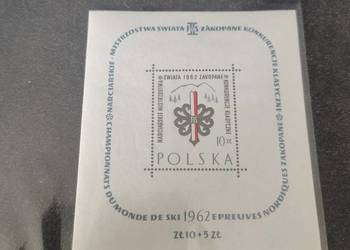 NARCIARSKIE · MISTRZOSTWA ŚWIATA FIS ZAKOPANE KONKURENCJE KLASYCZNE
ŚWIATA 1962 ZAKOPANE
NARCIARSKIE MISTRZOSTWA
KONKURENCJE KLASYCZNE
10 ZŁ
POLSKA
CHAMPIONNATS DU MONDE DE SKI 1962 EPREUVES NORDIQUES ZAKOPANE
ZŁ 10 + 5 ZŁ